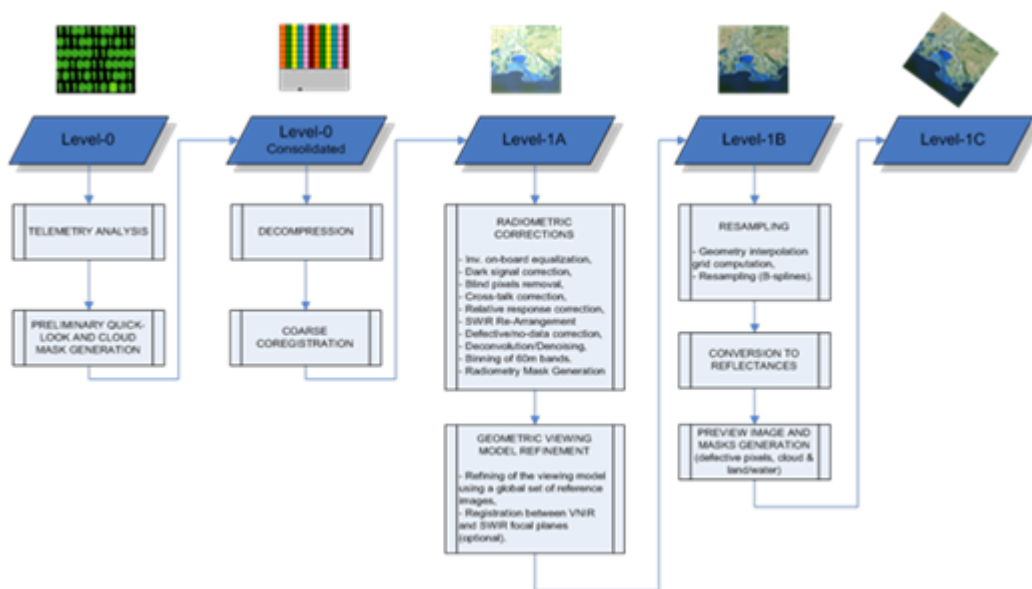 Level-0
TELEMETRY ANALYSIS
PRELIMINARY QUICK-
LOOK AND CLOUD
MASK GENERATION
Level-0
Consolidated
DECOMPRESSION
COARSE
COREGISTRATION
Level-1A
RADIOMETRIC
CORRECTIONS
- Inv. on-board equalization,
- Dark signal correction,
- Blind pixels removal,
- Cross-talk correction,
- Relative response correction,
- SWIR Re-Arrangement
- Defective/no-data correction,
- Deconvolution/Denoising,
- Binning of 60m bands.
- Radiometry Mask Generation
GEOMETRIC VIEWING
MODEL REFINEMENT
- Refining of the viewing model
using a global set of reference
images,
- Registration between VNIR
and SWIR focal planes
(optional).
Level-1B
RESAMPLING
- Geometry interpolation
grid computation,
- Resampling (B-splines).
CONVERSION TO
REFLECTANCES
PREVIEW IMAGE AND
MASKS GENERATION
(defective pixels, cloud &
land/water)
Level-1C